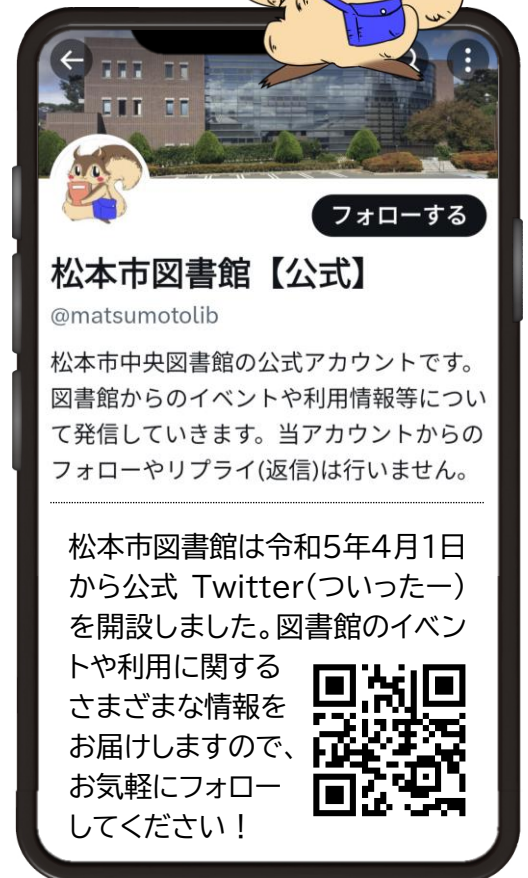 フォローする
松本市図書館【公式】
@matsumotolib
松本市中央図書館の公式アカウントです。
図書館からのイベントや利用情報等につい
て発信していきます。当アカウントからの
フォローやリプライ(返信)は行いません。
松本市図書館は令和5年4月1日
から公式 Twitter(ついったー)
を開設しました。図書館のイベン
トや利用に関する
さまざまな情報を
お届けしますので、
お気軽にフォロー
してください！